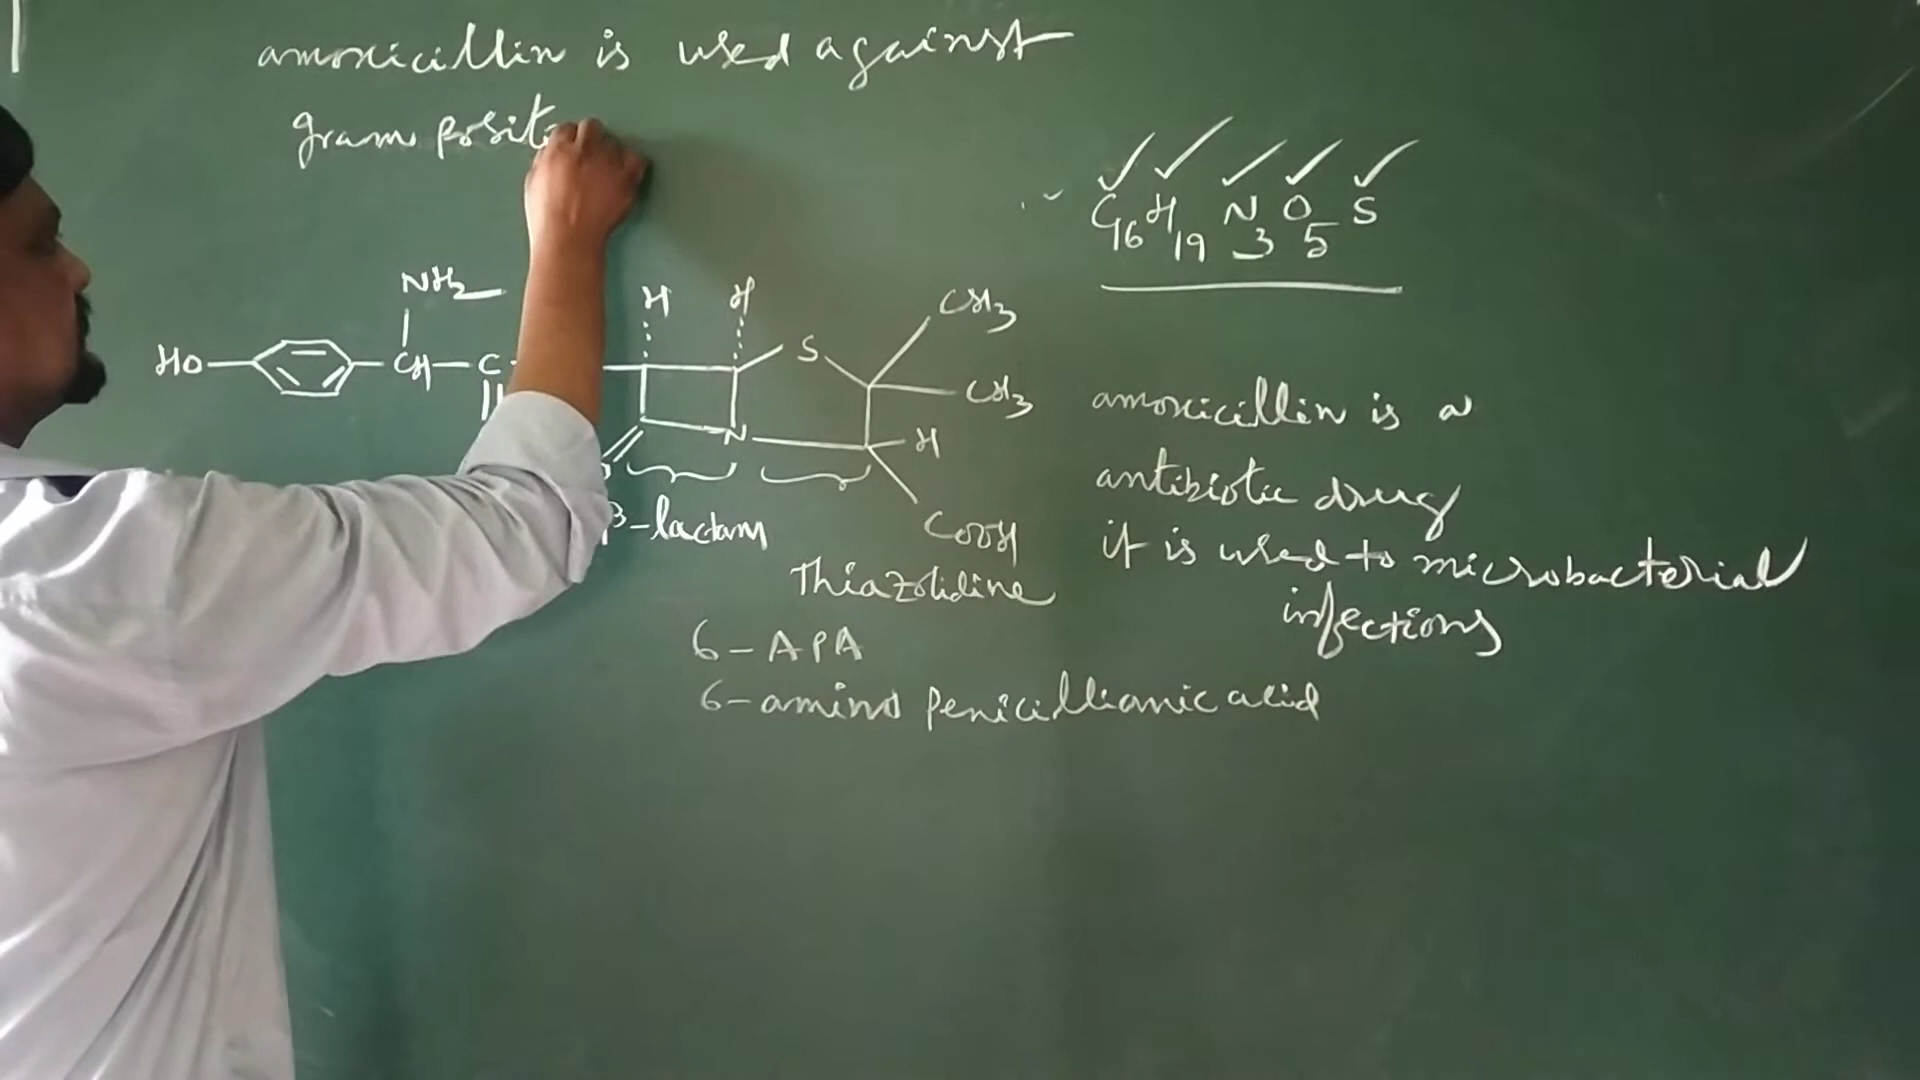 amoxicillin is used against
gram posit
C16 H19 N3 O5 S
NH2
H H
CH3
HO CH C S
CH3
N H
β-lactam
COOH
Thiazolidine
6-APA
6-amino penicillianic acid
amoxicillin is a
antibiotic drug
it is used to microbacterial
infections